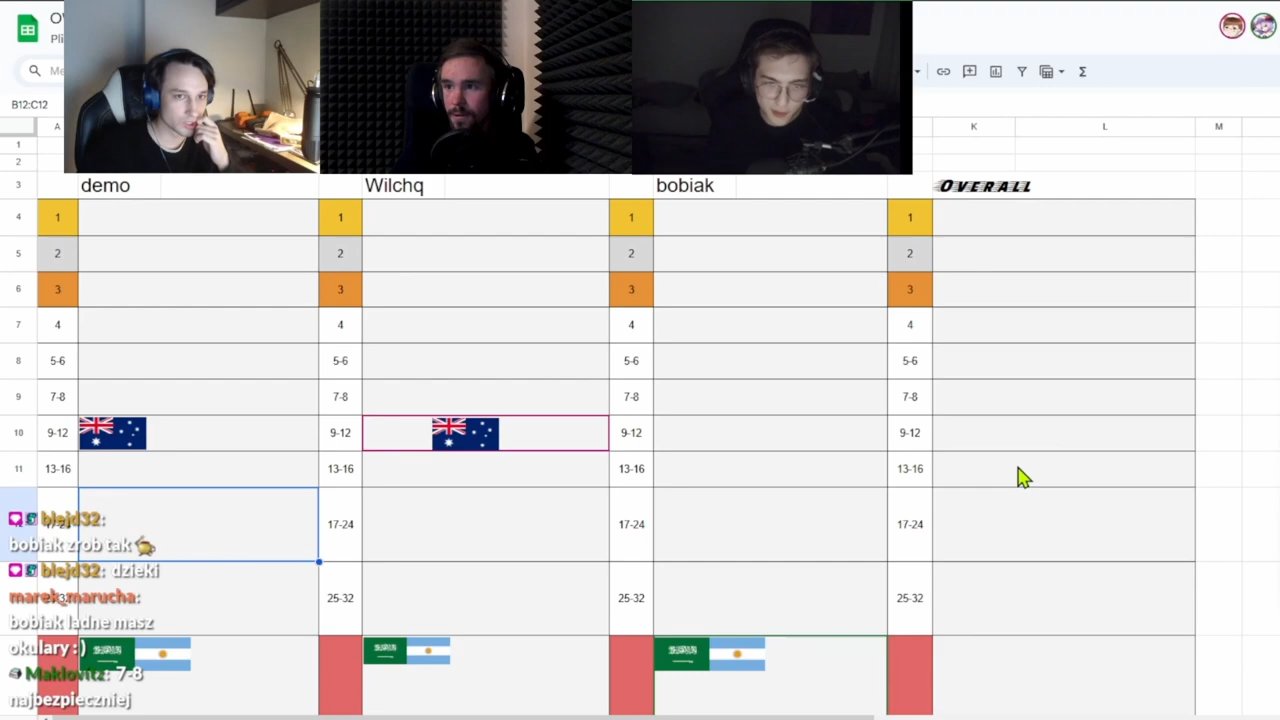 Me
B12:C12
A K L M
1
2
3 demo Wilchq bobiak OVERALL
4 1 1 1 1
5 2 2 2 2
6 3 3 3 3
7 4 4 4 4
8 5-6 5-6 5-6 5-6
9 7-8 7-8 7-8 7-8
10 9-12 9-12 9-12 9-12
11 13-16 13-16 13-16 13-16
17-24 17-24 17-24
25-32 25-32 25-32
blejd32:
bobiak zrob tak
blejd32: dzieki
marek_marucha:
bobiak ladne masz
okulary :)
Maklovitz: 7-8
najbezpieczniej